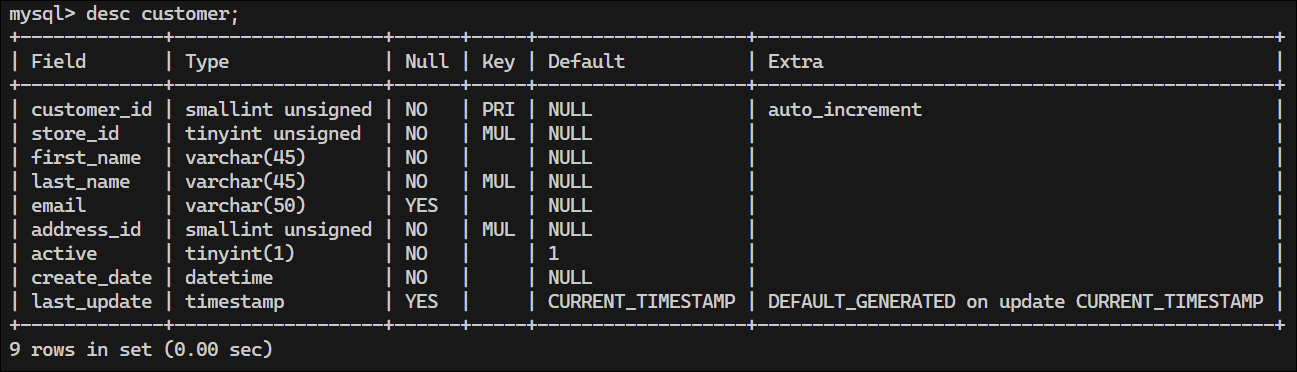 mysql> desc customer;
+-------------+-------------------+------+-----+-------------------+-----------------------------------------------+
| Field       | Type              | Null | Key | Default           | Extra                                         |
+-------------+-------------------+------+-----+-------------------+-----------------------------------------------+
| customer_id | smallint unsigned | NO   | PRI | NULL              | auto_increment                                |
| store_id    | tinyint unsigned  | NO   | MUL | NULL              |                                               |
| first_name  | varchar(45)       | NO   |     | NULL              |                                               |
| last_name   | varchar(45)       | NO   | MUL | NULL              |                                               |
| email       | varchar(50)       | YES  |     | NULL              |                                               |
| address_id  | smallint unsigned | NO   | MUL | NULL              |                                               |
| active      | tinyint(1)        | NO   |     | 1                 |                                               |
| create_date | datetime          | NO   |     | NULL              |                                               |
| last_update | timestamp         | YES  |     | CURRENT_TIMESTAMP | DEFAULT_GENERATED on update CURRENT_TIMESTAMP |
+-------------+-------------------+------+-----+-------------------+-----------------------------------------------+
9 rows in set (0.00 sec)